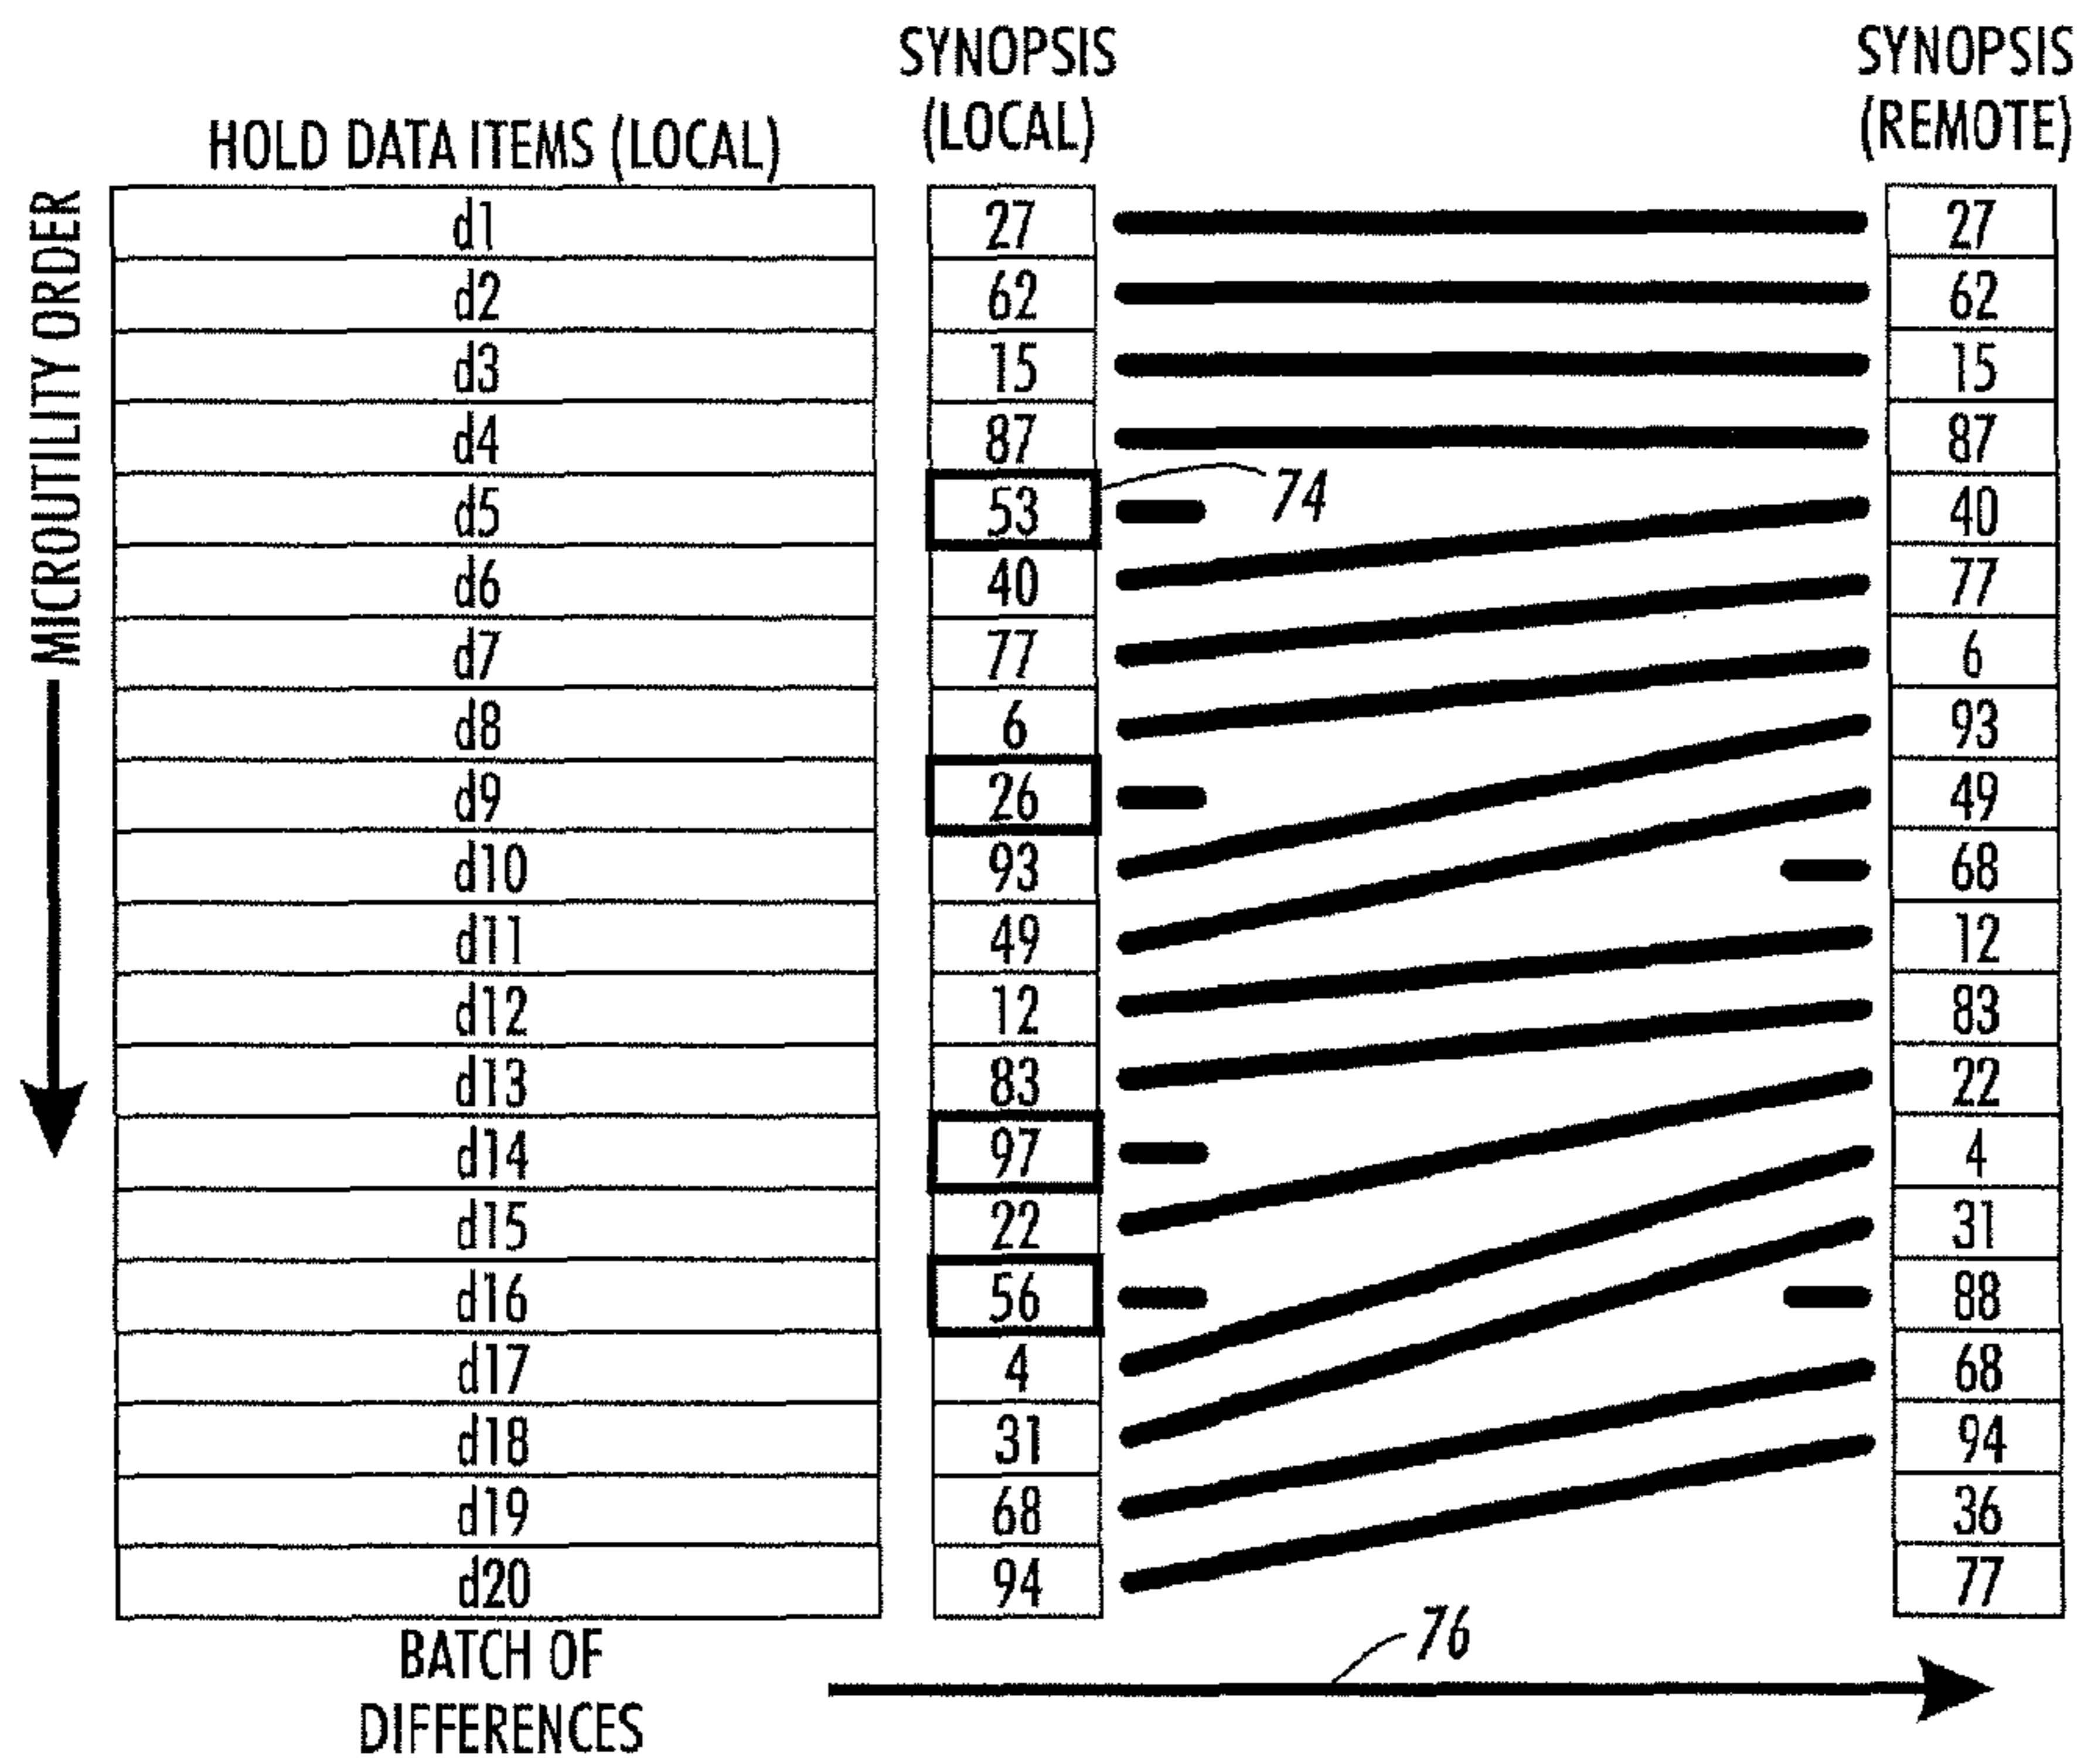 SYNOPSIS
(LOCAL)
SYNOPSIS
(REMOTE)
HOLD DATA ITEMS (LOCAL)
MICROUTILITY ORDER
d1 27 27
d2 62 62
d3 15 15
d4 87 87
d5 53 74 40
d6 40 77
d7 77 6
d8 6 93
d9 26 49
d10 93 68
d11 49 12
d12 12 83
d13 83 22
d14 97 4
d15 22 31
d16 56 88
d17 4 68
d18 31 94
d19 68 36
d20 94 77
BATCH OF
DIFFERENCES
76